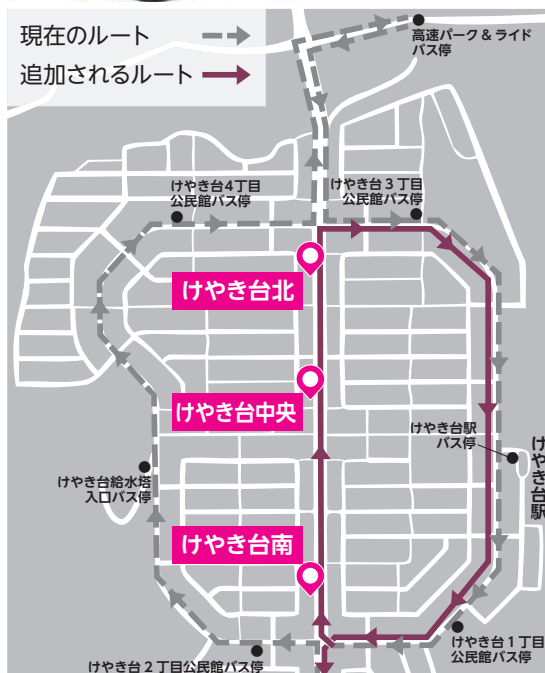 現在のルート
追加されるルート
高速パーク&ライド
バス停
けやき台4丁目
公民館バス停
けやき台3丁目
公民館バス停
けやき台北
けやき台中央
けやき台駅
バス停
けやき台駅
けやき台給水塔
入口バス停
けやき台南
けやき台1丁目
公民館バス停
けやき台2丁目公民館バス停